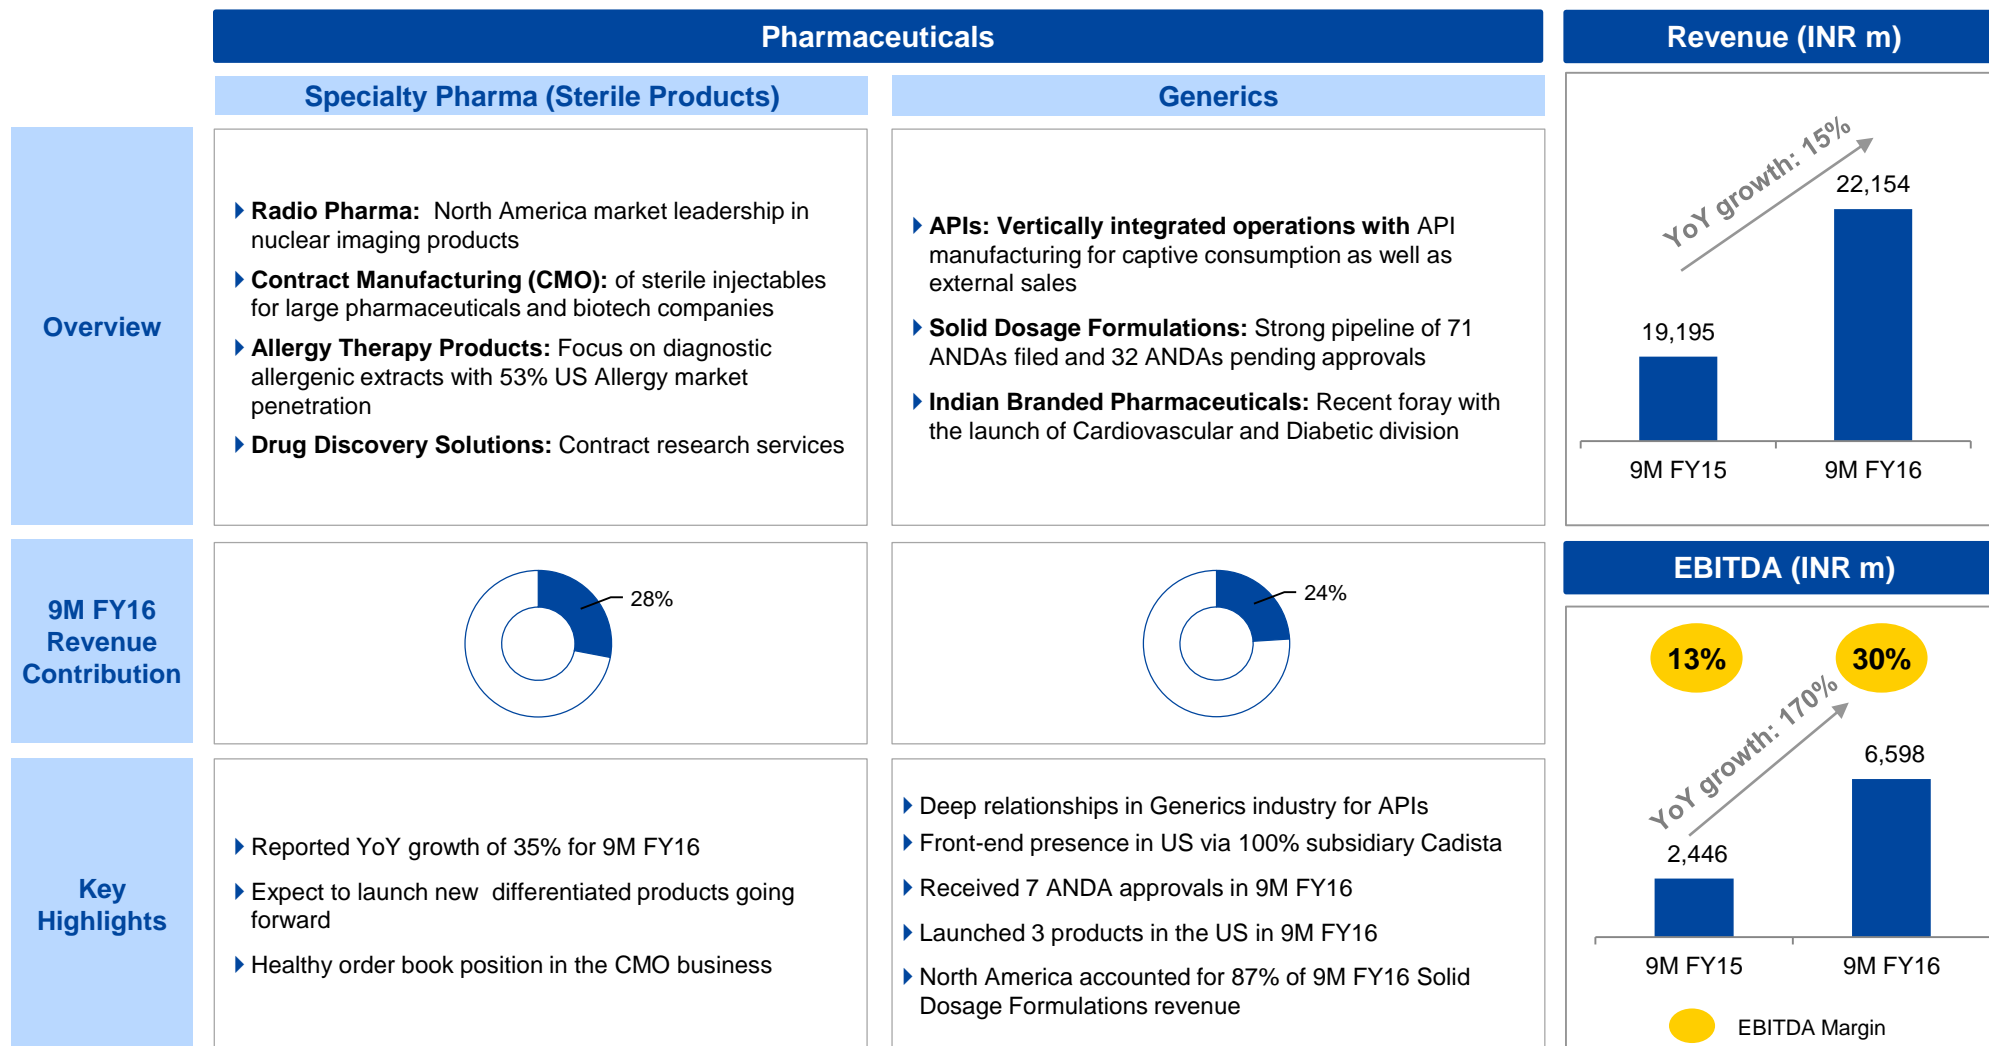 Pharmaceuticals
Specialty Pharma (Sterile Products)
Generics
Overview
Radio Pharma: North America market leadership in
nuclear imaging products
Contract Manufacturing (CMO): of sterile injectables
for large pharmaceuticals and biotech companies
Allergy Therapy Products: Focus on diagnostic
allergenic extracts with 53% US Allergy market
penetration
Drug Discovery Solutions: Contract research services
APIs: Vertically integrated operations with API
manufacturing for captive consumption as well as
external sales
Solid Dosage Formulations: Strong pipeline of 71
ANDAs filed and 32 ANDAs pending approvals
Indian Branded Pharmaceuticals: Recent foray with
the launch of Cardiovascular and Diabetic division
9M FY16
Revenue
Contribution
28%
24%
Key
Highlights
Reported YoY growth of 35% for 9M FY16
Expect to launch new differentiated products going
forward
Healthy order book position in the CMO business
Deep relationships in Generics industry for APIs
Front-end presence in US via 100% subsidiary Cadista
Received 7 ANDA approvals in 9M FY16
Launched 3 products in the US in 9M FY16
North America accounted for 87% of 9M FY16 Solid
Dosage Formulations revenue
Revenue (INR m)
YoY growth: 15%
22,154
19,195
9M FY15
9M FY16
EBITDA (INR m)
13%
30%
YoY growth: 170%
6,598
2,446
9M FY15
9M FY16
EBITDA Margin